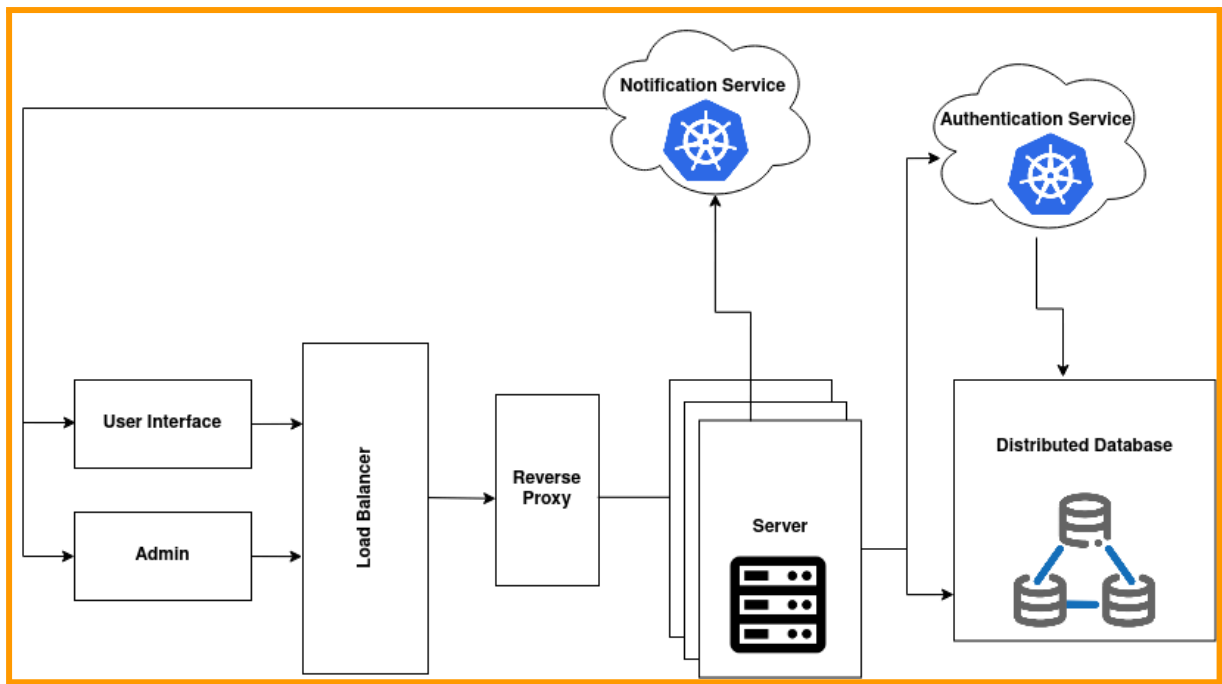 Notification Service
Authentication Service
User Interface
Admin
Load Balancer
Reverse
Proxy
Server
Distributed Database